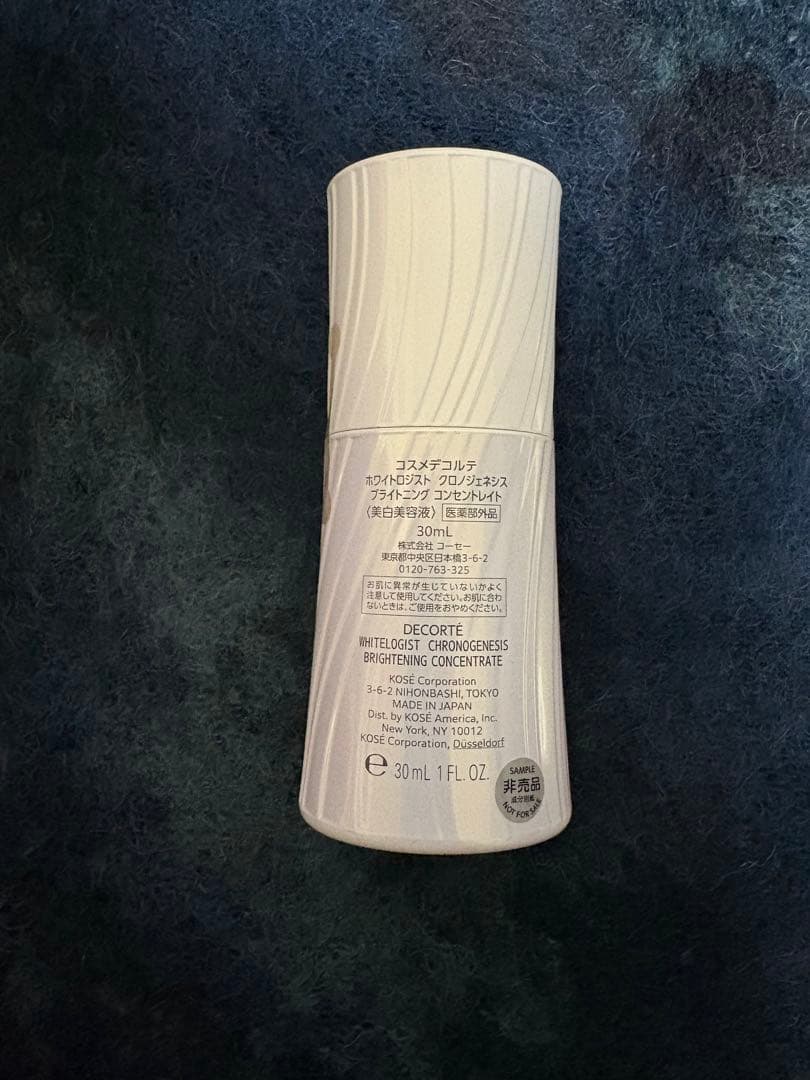 コスメデコルテ
ホワイトロジスト クロノジェネシス
ブライトニング コンセントレイト
〈美白美容液〉 医薬部外品
30mL
株式会社 コーセー
東京都中央区日本橋3-6-2
0120-763-325
お肌に異常が生じていないかよく
注意して使用してください。お肌に合わ
ないときは、ご使用をおやめください。
DECORTÉ
WHITELOGIST CHRONOGENESIS
BRIGHTENING CONCENTRATE
KOSÉ Corporation
3-6-2 NIHONBASHI, TOKYO
MADE IN JAPAN
Dist. by KOSÉ America, Inc.
New York, NY 10012
KOSÉ Corporation, Düsseldorf
e 30mL 1 FL. OZ.
SAMPLE
非売品
成分別紙
NOT FOR SALE